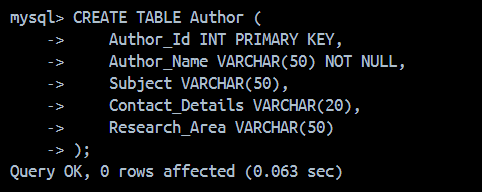 mysql> CREATE TABLE Author (
    ->     Author_Id INT PRIMARY KEY,
    ->     Author_Name VARCHAR(50) NOT NULL,
    ->     Subject VARCHAR(50),
    ->     Contact_Details VARCHAR(20),
    ->     Research_Area VARCHAR(50)
    -> );
Query OK, 0 rows affected (0.063 sec)